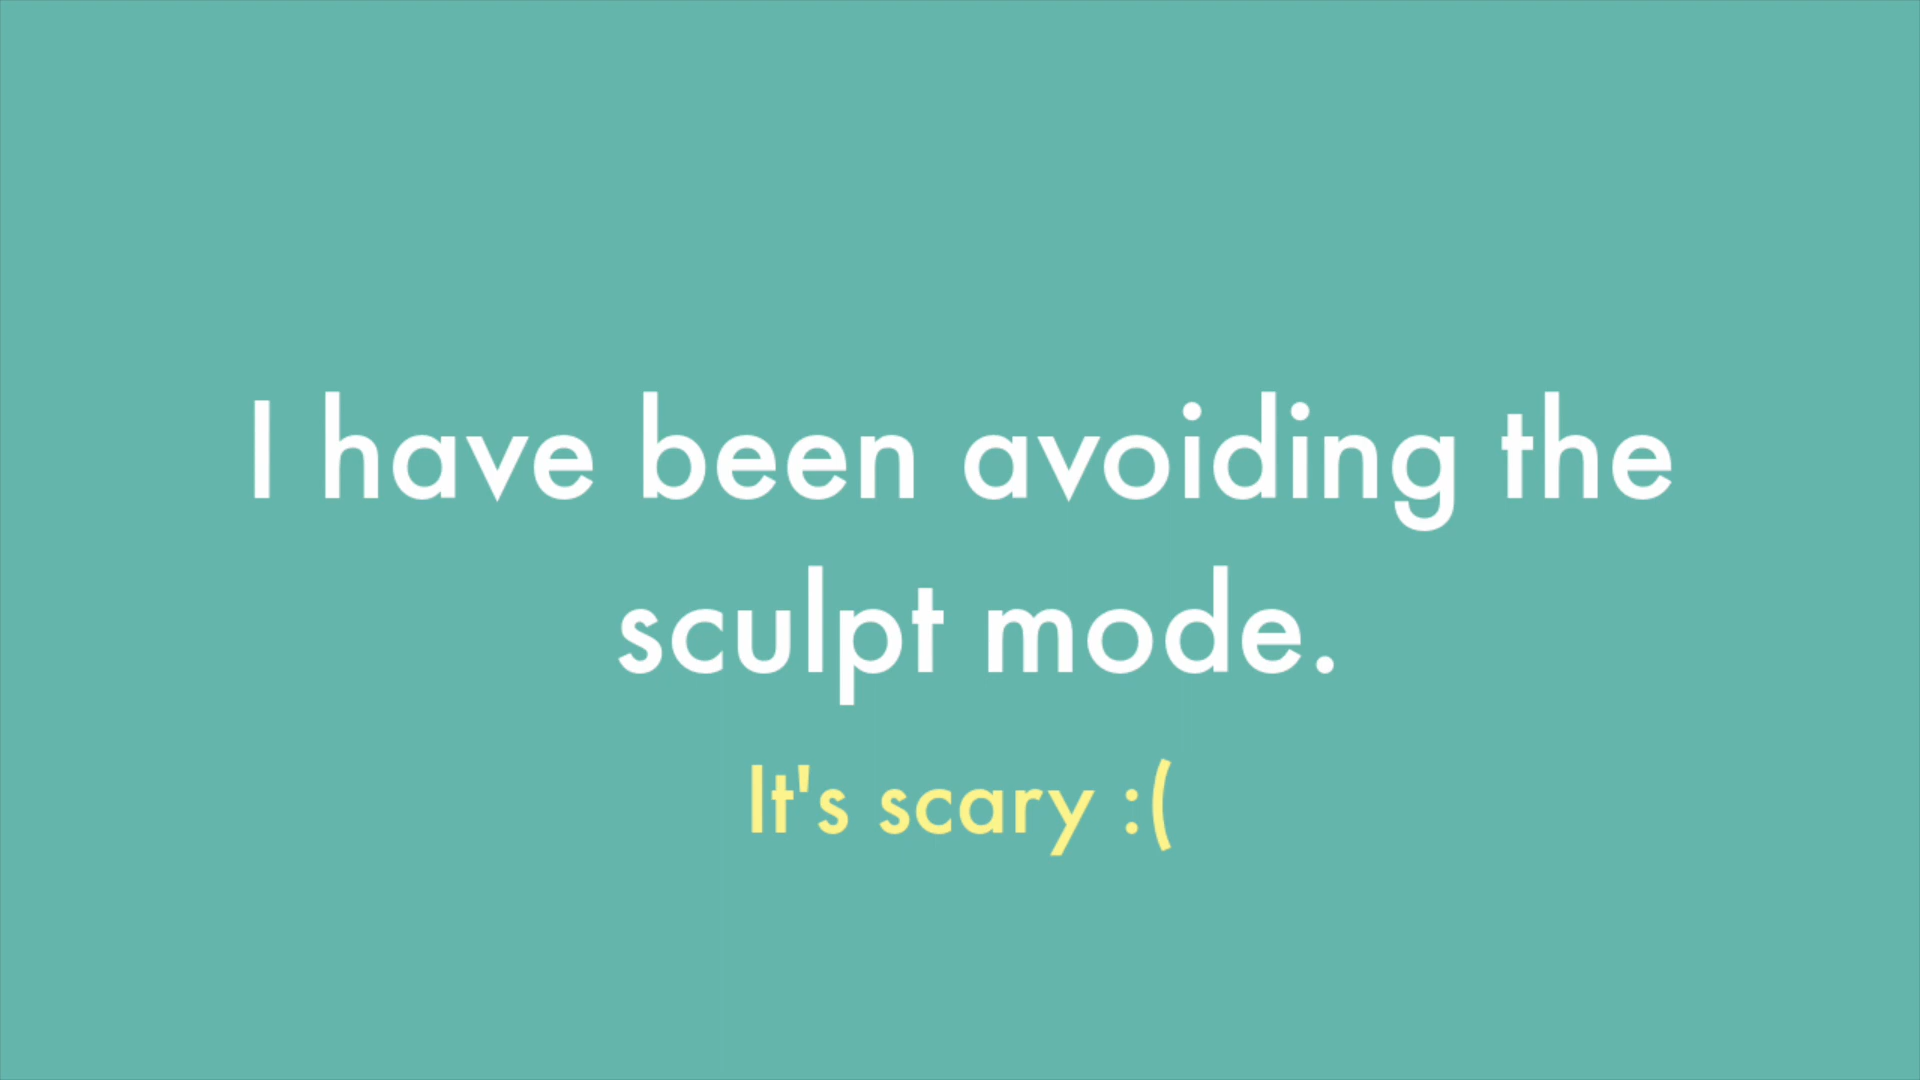 I have been avoiding the
sculpt mode.
It's scary :(